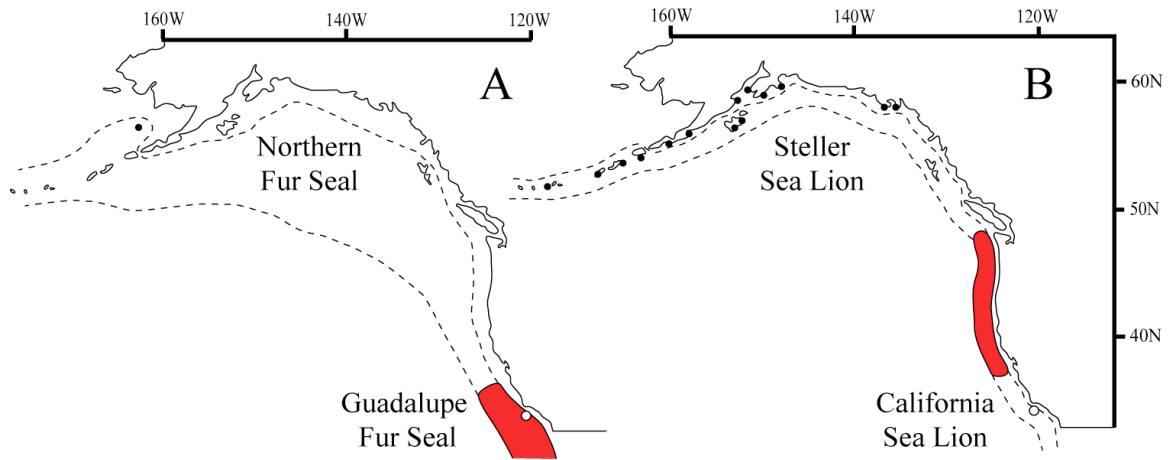 160W 140W 120W
160W 140W 120W
A
B
60N
Northern
Fur Seal
Steller
Sea Lion
50N
40N
Guadalupe
Fur Seal
California
Sea Lion